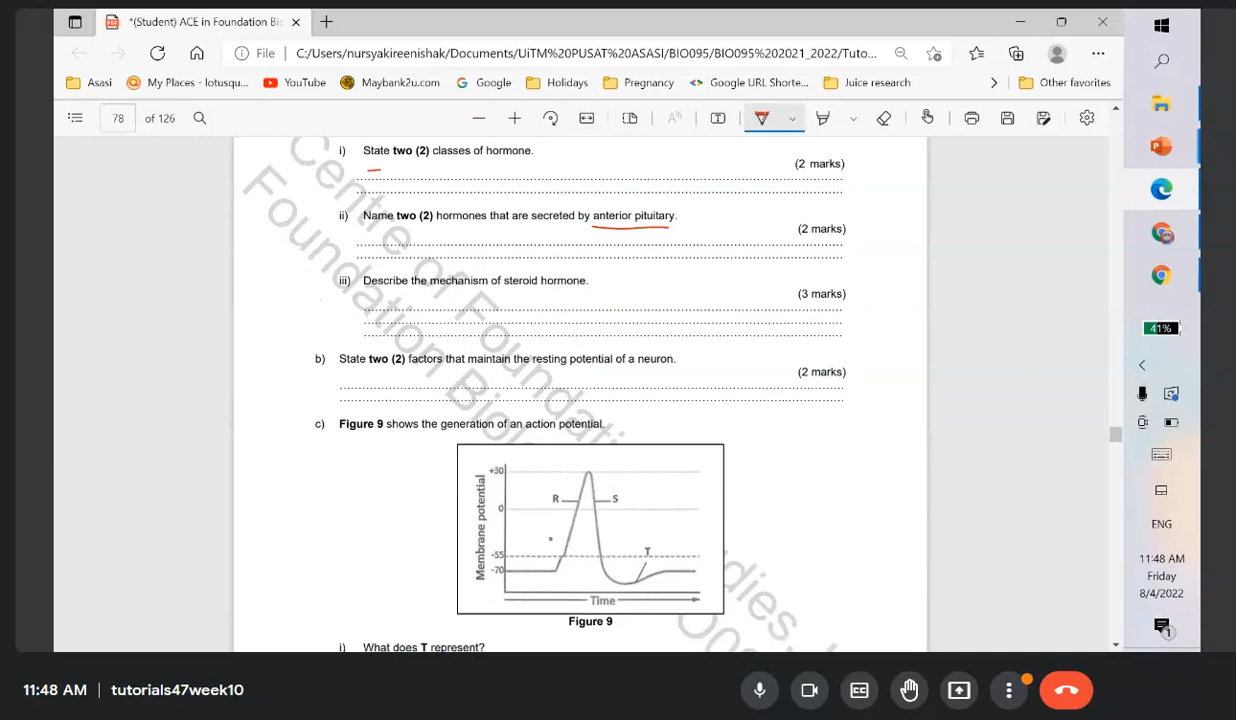 *(Student) ACE in Foundation Bi
File C:/Users/nursyakireenishak/Documents/UiTM%20PUSAT%20ASASI/BIO095/BIO095%202021_2022/Tuto...
Asasi My Places - lotusqu... YouTube Maybank2u.com Google Holidays Pregnancy Google URL Shorte... Juice research Other favorites
78 of 126
i) State two (2) classes of hormone.
(2 marks)
ii) Name two (2) hormones that are secreted by anterior pituitary.
(2 marks)
iii) Describe the mechanism of steroid hormone.
(3 marks)
b) State two (2) factors that maintain the resting potential of a neuron.
(2 marks)
c) Figure 9 shows the generation of an action potential.
Membrane potential
+30
R S
0
-55
T
-70
Time
Figure 9
i) What does T represent?
Centre of Foundation
Foundation Biol
dies
41%
ENG
11:48 AM
Friday
8/4/2022
1
11:48 AM | tutorials47week10
CC